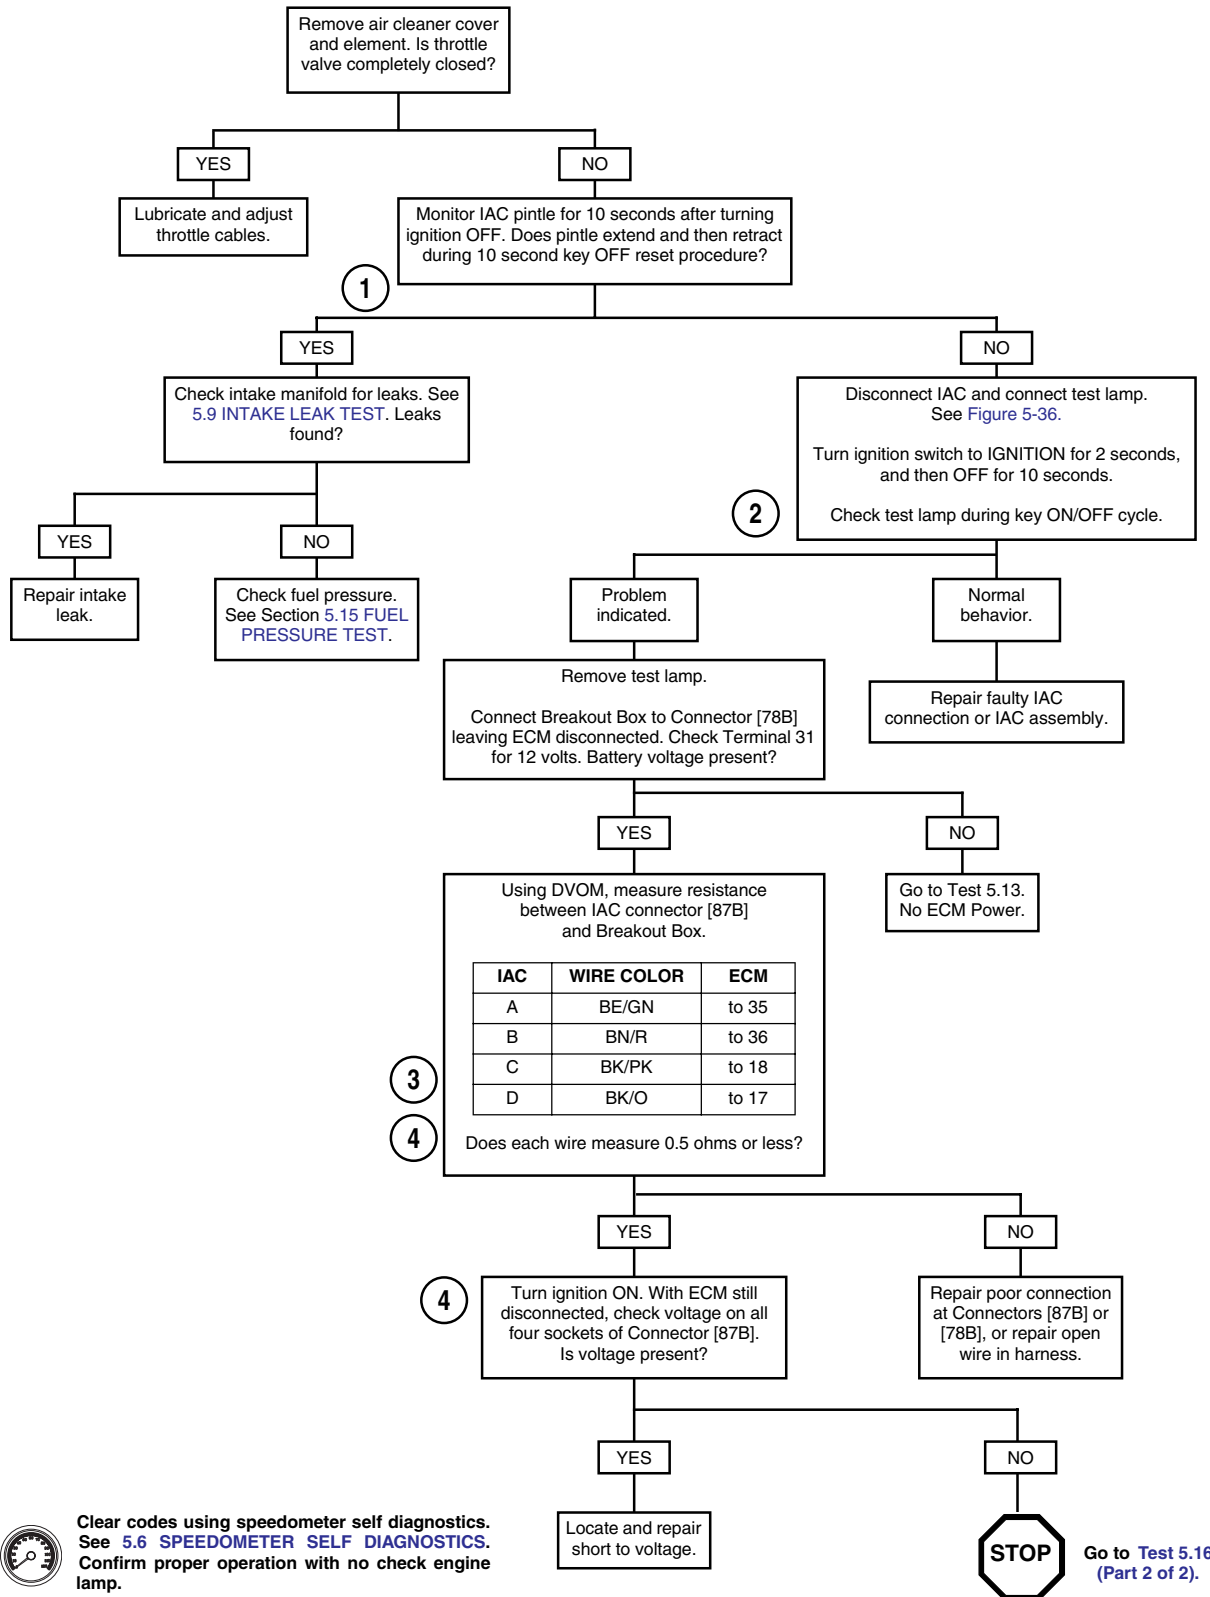 Remove air cleaner cover
and element. Is throttle
valve completely closed?
YES
NO
Lubricate and adjust
throttle cables.
Monitor IAC pintle for 10 seconds after turning
ignition OFF. Does pintle extend and then retract
during 10 second key OFF reset procedure?
1
YES
NO
Check intake manifold for leaks. See
5.9 INTAKE LEAK TEST. Leaks
found?
Disconnect IAC and connect test lamp.
See Figure 5-36.
Turn ignition switch to IGNITION for 2 seconds,
and then OFF for 10 seconds.
Check test lamp during key ON/OFF cycle.
2
YES
NO
Repair intake
leak.
Check fuel pressure.
See Section 5.15 FUEL
PRESSURE TEST.
Problem
indicated.
Normal
behavior.
Remove test lamp.
Connect Breakout Box to Connector [78B]
leaving ECM disconnected. Check Terminal 31
for 12 volts. Battery voltage present?
Repair faulty IAC
connection or IAC assembly.
YES
NO
Using DVOM, measure resistance
between IAC connector [87B]
and Breakout Box.
IAC WIRE COLOR ECM
A BE/GN to 35
B BN/R to 36
C BK/PK to 18
D BK/O to 17
3
4
Does each wire measure 0.5 ohms or less?
Go to Test 5.13.
No ECM Power.
YES
NO
4
Turn ignition ON. With ECM still
disconnected, check voltage on all
four sockets of Connector [87B].
Is voltage present?
Repair poor connection
at Connectors [87B] or
[78B], or repair open
wire in harness.
YES
NO
Locate and repair
short to voltage.
STOP
Go to Test 5.16
(Part 2 of 2).
Clear codes using speedometer self diagnostics.
See 5.6 SPEEDOMETER SELF DIAGNOSTICS.
Confirm proper operation with no check engine
lamp.